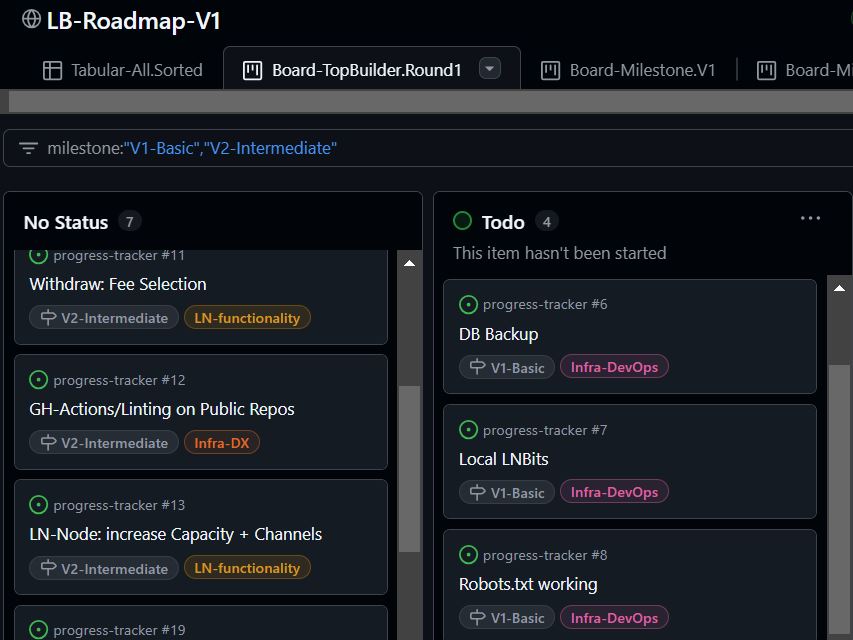 LB-Roadmap-V1
Tabular-All.Sorted
Board-TopBuilder.Round1
Board-Milestone.V1
Board-Mi
milestone:"V1-Basic","V2-Intermediate"
No Status 7
progress-tracker #11
Withdraw: Fee Selection
V2-Intermediate LN-functionality
progress-tracker #12
GH-Actions/Linting on Public Repos
V2-Intermediate Infra-DX
progress-tracker #13
LN-Node: increase Capacity + Channels
V2-Intermediate LN-functionality
progress-tracker #19
Todo 4
This item hasn't been started
progress-tracker #6
DB Backup
V1-Basic Infra-DevOps
progress-tracker #7
Local LNBits
V1-Basic Infra-DevOps
progress-tracker #8
Robots.txt working
V1-Basic Infra-DevOps